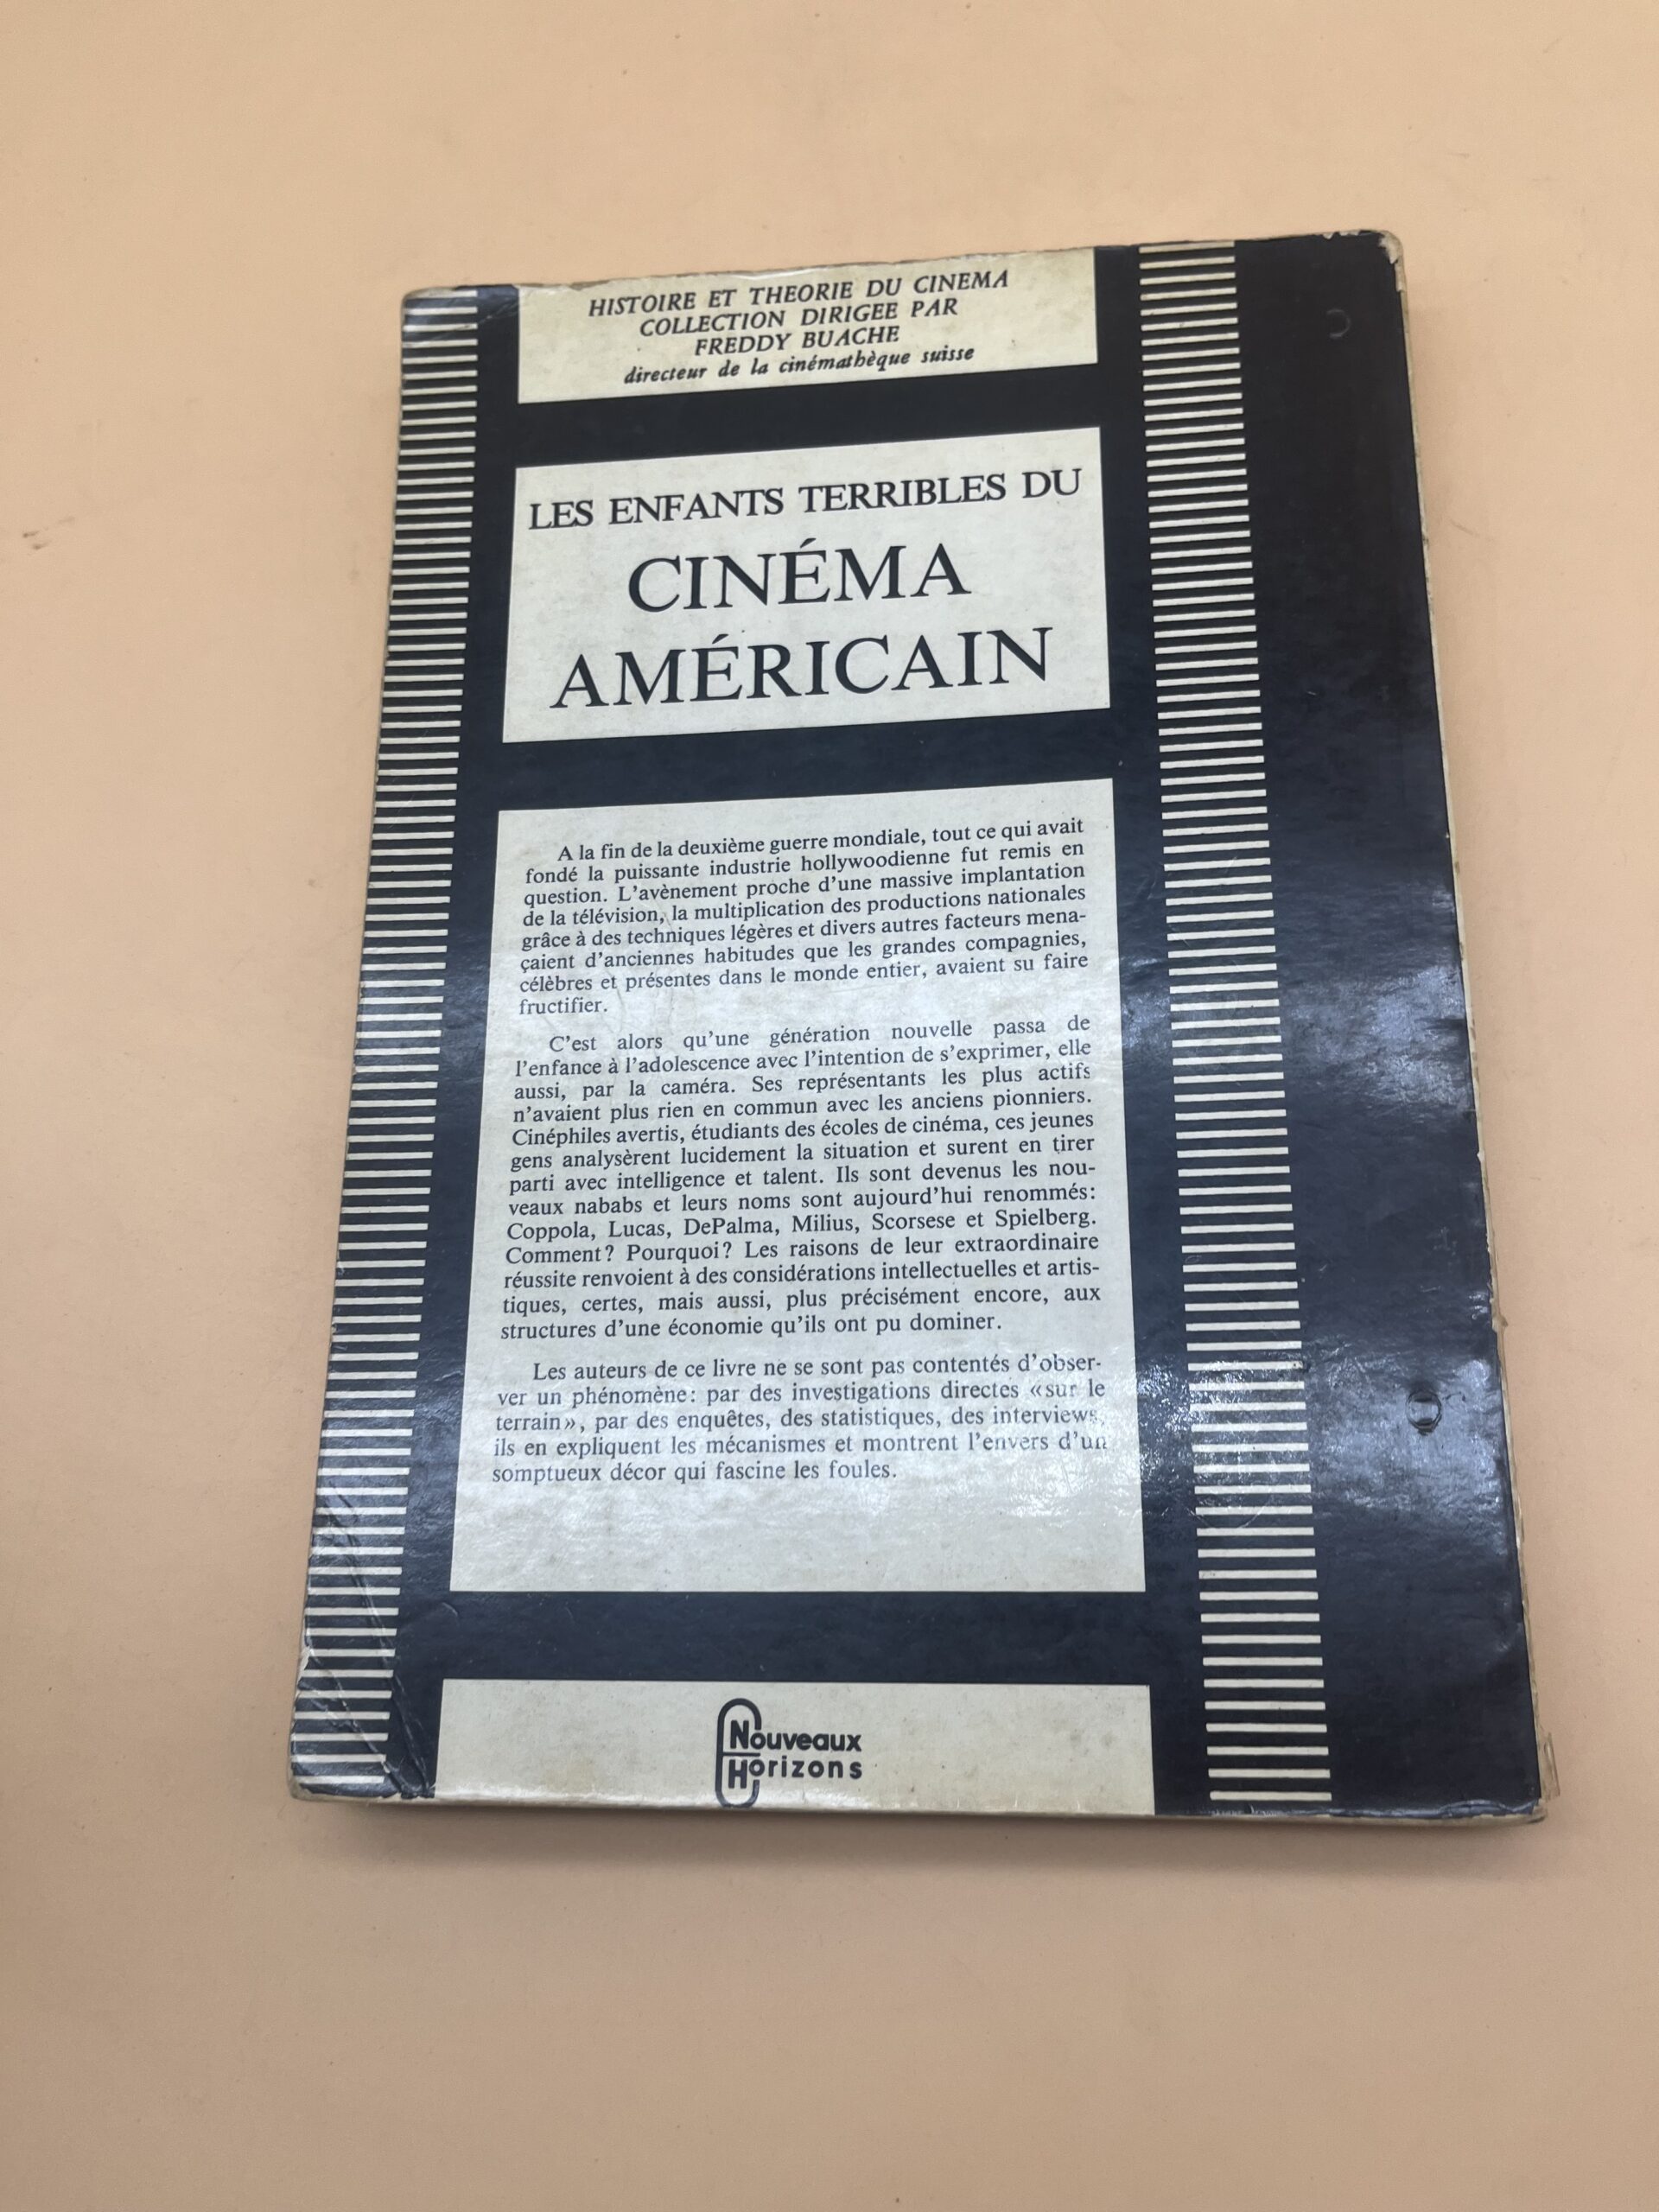 HISTOIRE ET THEORIE DU CINEMA
COLLECTION DIRIGEE PAR
FREDDY BUACHE
directeur de la cinémathèque suisse
LES ENFANTS TERRIBLES DU
CINÉMA
AMÉRICAIN
A la fin de la deuxième guerre mondiale, tout ce qui avait
fondé la puissante industrie hollywoodienne fut remis en
question. L'avènement proche d'une massive implantation
de la télévision, la multiplication des productions nationales
grâce à des techniques légères et divers autres facteurs mena-
çaient d'anciennes habitudes que les grandes compagnies,
célèbres et présentes dans le monde entier, avaient su faire
fructifier.
C'est alors qu'une génération nouvelle passa de
l'enfance à l'adolescence avec l'intention de s'exprimer, elle
aussi, par la caméra. Ses représentants les plus actifs
n'avaient plus rien en commun avec les anciens pionniers.
Cinéphiles avertis, étudiants des écoles de cinéma, ces jeunes
gens analysèrent lucidement la situation et surent en tirer
parti avec intelligence et talent. Ils sont devenus les nou-
veaux nababs et leurs noms sont aujourd'hui renommés:
Coppola, Lucas, DePalma, Milius, Scorsese et Spielberg.
Comment? Pourquoi? Les raisons de leur extraordinaire
réussite renvoient à des considérations intellectuelles et artis-
tiques, certes, mais aussi, plus précisément encore, aux
structures d'une économie qu'ils ont pu dominer.
Les auteurs de ce livre ne se sont pas contentés d'obser-
ver un phénomène: par des investigations directes «sur le
terrain», par des enquêtes, des statistiques, des interviews,
ils en expliquent les mécanismes et montrent l'envers d'un
somptueux décor qui fascine les foules.
Nouveaux
Horizons